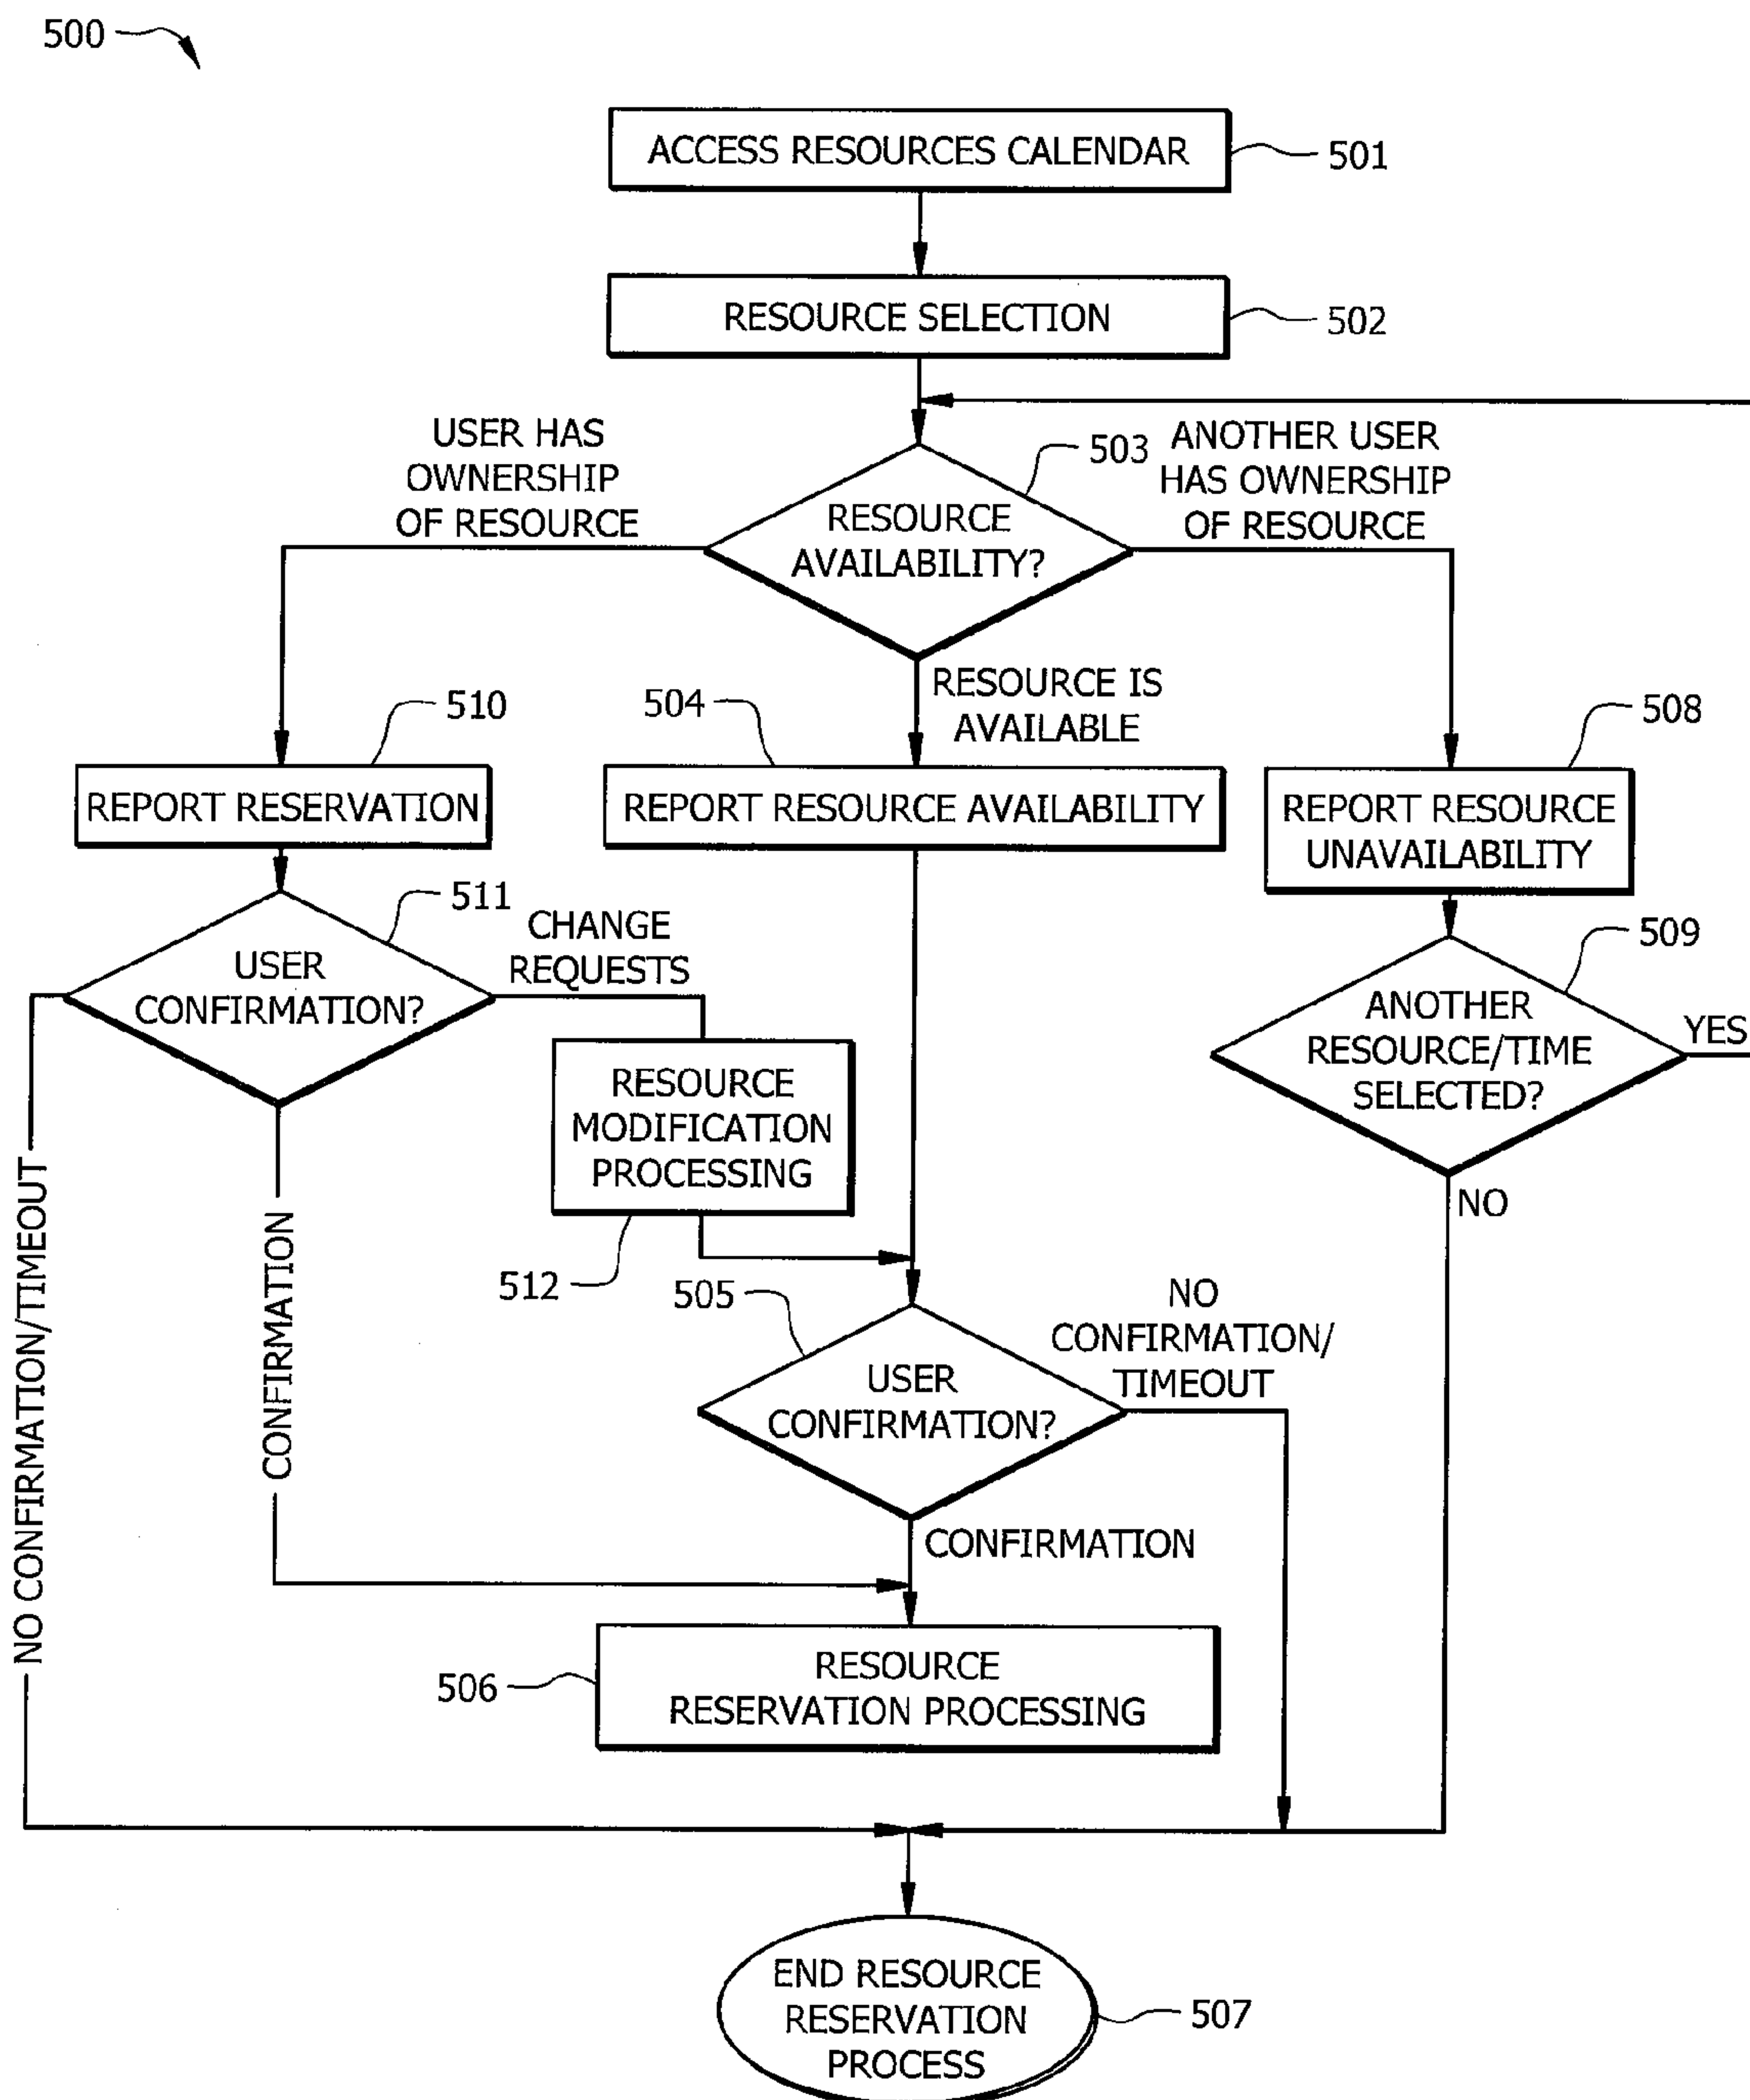 500
ACCESS RESOURCES CALENDAR
501
RESOURCE SELECTION
502
USER HAS
OWNERSHIP
OF RESOURCE
503
ANOTHER USER
HAS OWNERSHIP
OF RESOURCE
RESOURCE
AVAILABILITY?
RESOURCE IS
AVAILABLE
510
504
508
REPORT RESERVATION
REPORT RESOURCE AVAILABILITY
REPORT RESOURCE
UNAVAILABILITY
511
CHANGE
REQUESTS
509
USER
CONFIRMATION?
ANOTHER
RESOURCE/TIME
SELECTED?
YES
RESOURCE
MODIFICATION
PROCESSING
NO
512
NO CONFIRMATION/TIMEOUT
CONFIRMATION
505
NO
CONFIRMATION/
TIMEOUT
USER
CONFIRMATION?
CONFIRMATION
506
RESOURCE
RESERVATION PROCESSING
END RESOURCE
RESERVATION
PROCESS
507